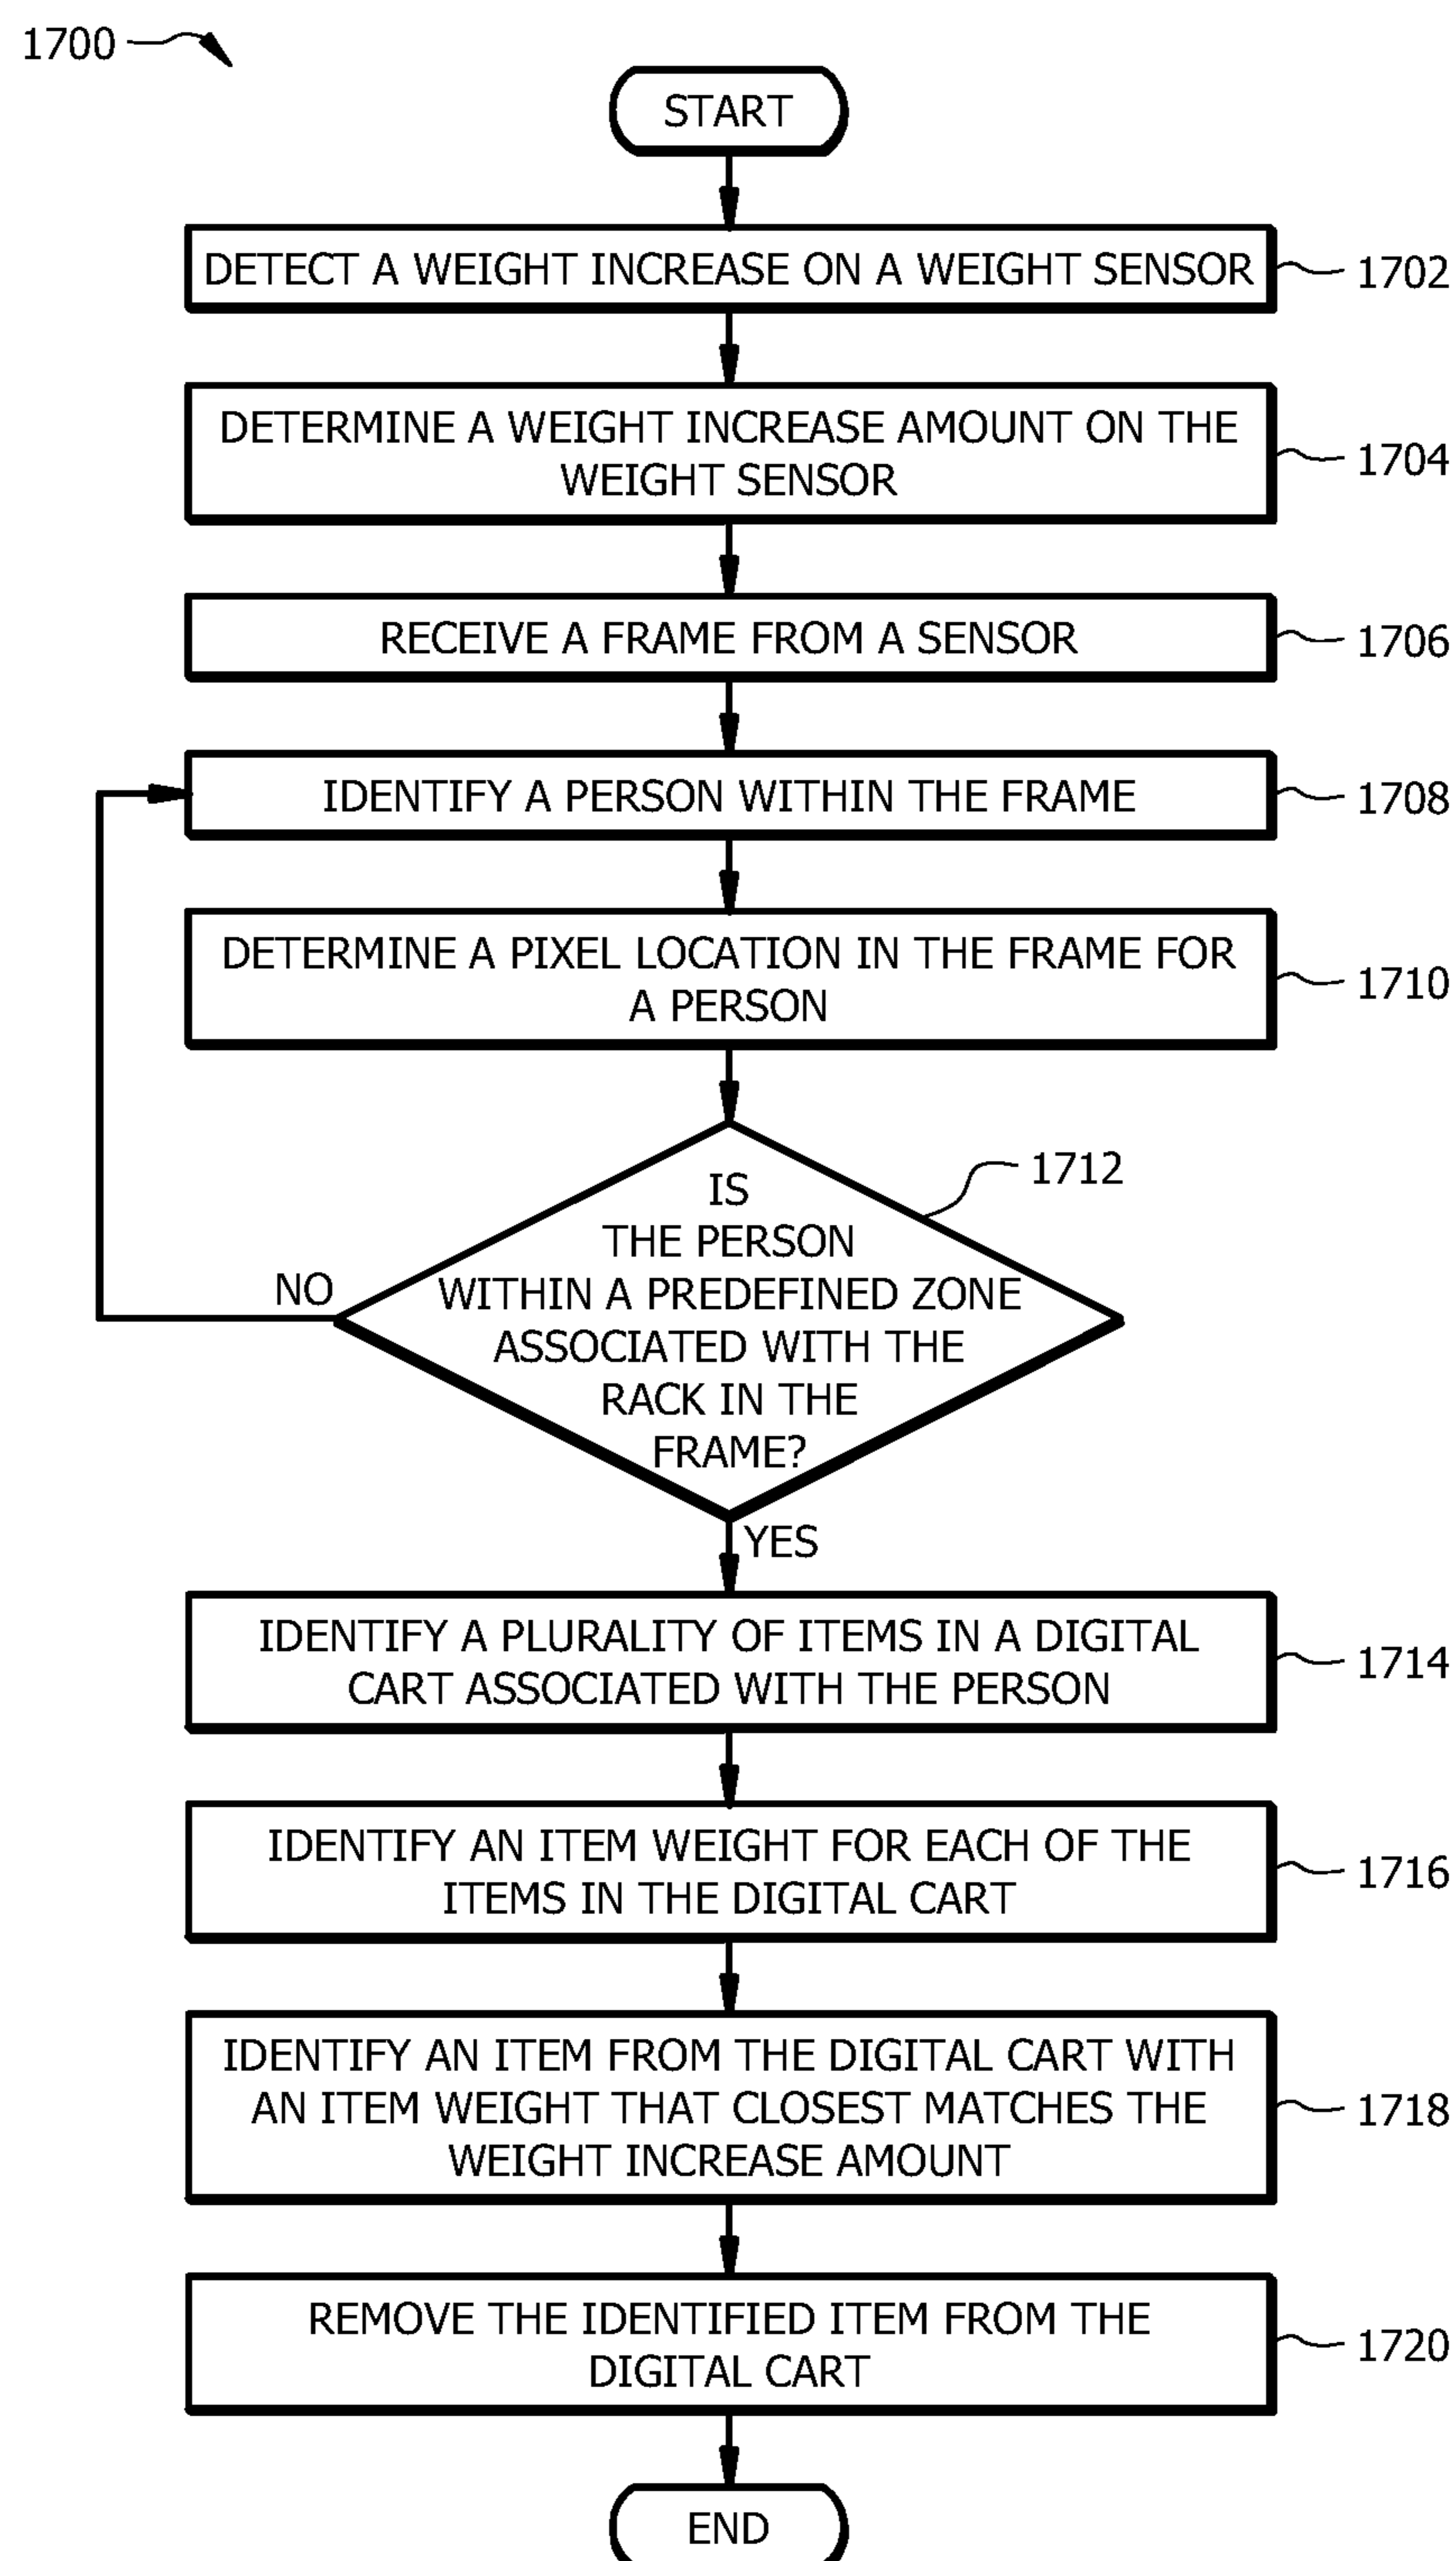 1700
START
DETECT A WEIGHT INCREASE ON A WEIGHT SENSOR
1702
DETERMINE A WEIGHT INCREASE AMOUNT ON THE
WEIGHT SENSOR
1704
RECEIVE A FRAME FROM A SENSOR
1706
IDENTIFY A PERSON WITHIN THE FRAME
1708
DETERMINE A PIXEL LOCATION IN THE FRAME FOR
A PERSON
1710
IS
THE PERSON
WITHIN A PREDEFINED ZONE
ASSOCIATED WITH THE
RACK IN THE
FRAME?
1712
NO
YES
IDENTIFY A PLURALITY OF ITEMS IN A DIGITAL
CART ASSOCIATED WITH THE PERSON
1714
IDENTIFY AN ITEM WEIGHT FOR EACH OF THE
ITEMS IN THE DIGITAL CART
1716
IDENTIFY AN ITEM FROM THE DIGITAL CART WITH
AN ITEM WEIGHT THAT CLOSEST MATCHES THE
WEIGHT INCREASE AMOUNT
1718
REMOVE THE IDENTIFIED ITEM FROM THE
DIGITAL CART
1720
END